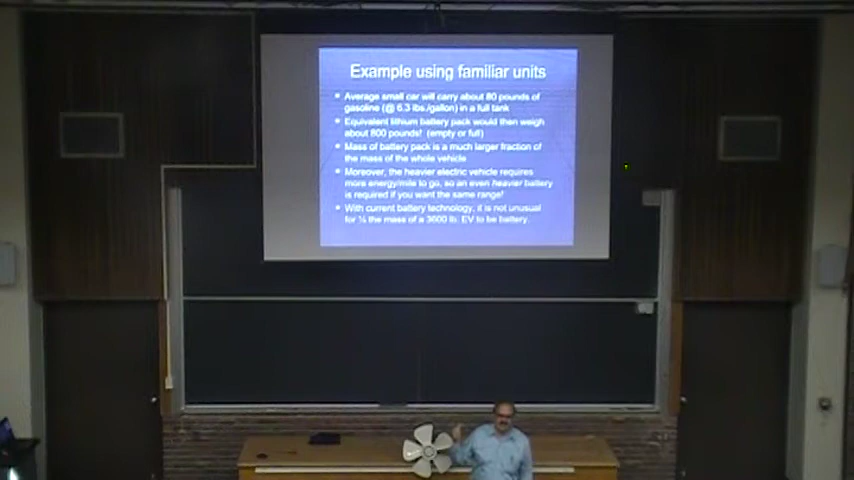 Example using familiar units
Average small car will carry about 80 pounds of
gasoline (@ 6.3 lbs./gallon) in a full tank
Equivalent lithium battery pack would then weigh
about 800 pounds! (empty or full)
Mass of battery pack is a much larger fraction of
the mass of the whole vehicle
Moreover, the heavier electric vehicle requires
more energy/mile to go, so an even heavier battery
is required if you want the same range!
With current battery technology, it is not unusual
for ¼ the mass of a 3600 lb. EV to be battery.